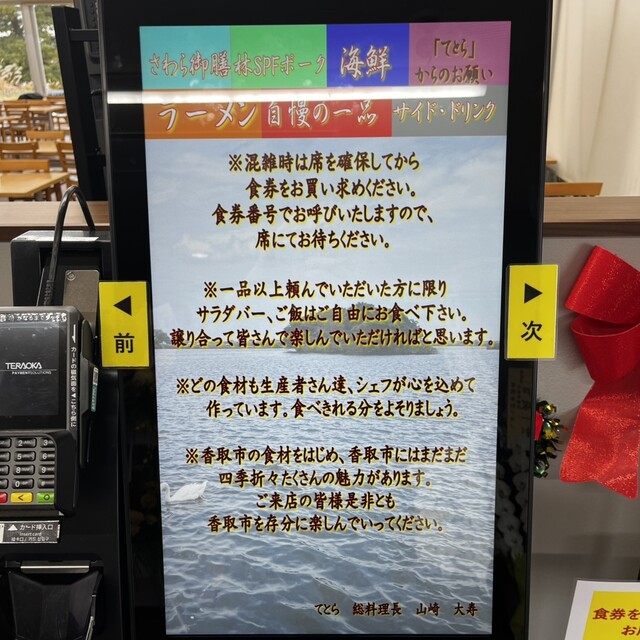 さわら御膳
林SPFポーク
海鮮
「てとら」
からのお願い
ラーメン
自慢の一品
サイド・ドリンク
※混雑時は席を確保してから
食券をお買い求めください。
食券番号でお呼びいたしますので、
席にてお待ちください。
※一品以上頼んでいただいた方に限り
サラダバー、ご飯はご自由にお食べ下さい。
譲り合って皆さんで楽しんでいただければと思います。
※どの食材も生産者さん達、シェフが心を込めて
作っています。食べきれる分をよそりましょう。
※香取市の食材をはじめ、香取市にはまだまだ
四季折々たくさんの魅力があります。
ご来店の皆様是非とも
香取市を存分に楽しんでいってください。
てとら 総料理長 山崎 大寿
◀
前
▶
次
TERAOKA
PAYMENT SOLUTIONS
▲カード挿入口
Insert card
食券を